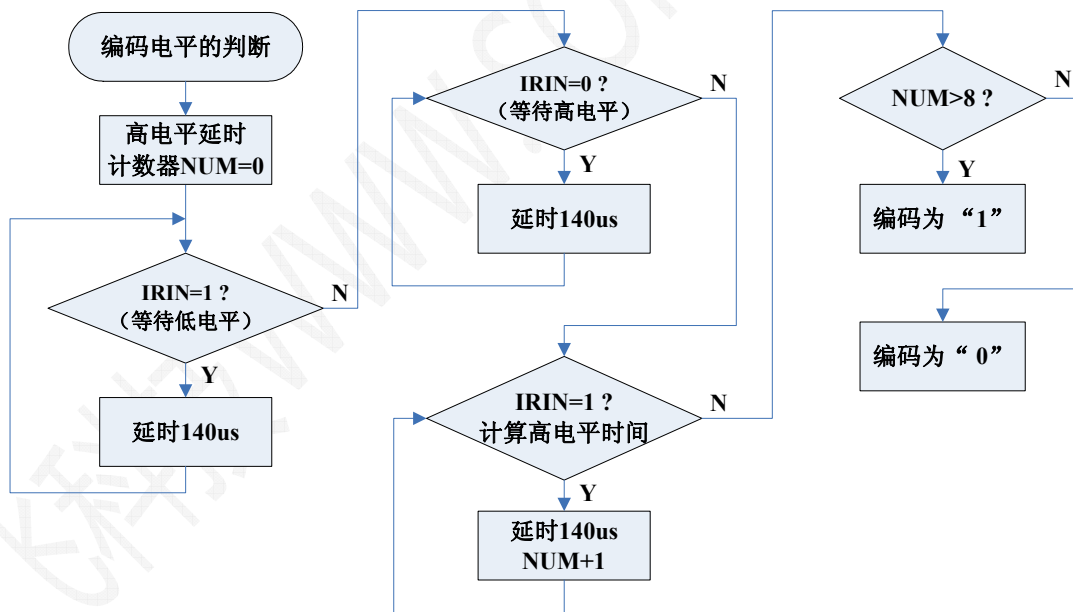 编码电平的判断
高电平延时
计数器NUM=0
IRIN=1 ?
（等待低电平）
N
Y
延时140us
IRIN=0 ?
（等待高电平）
N
Y
延时140us
IRIN=1 ?
计算高电平时间
N
Y
延时140us
NUM+1
NUM>8 ?
N
Y
编码为“1”
编码为“ 0”